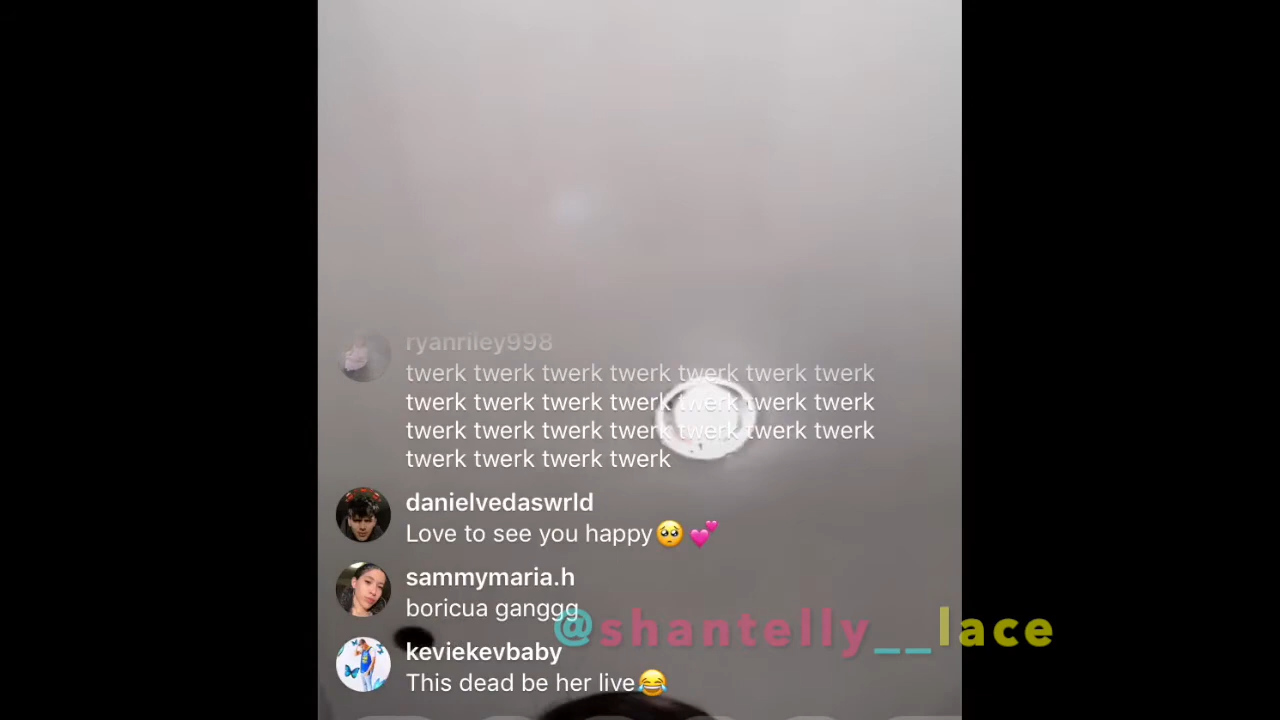 ryanriley998
twerk twerk twerk twerk twerk twerk twerk
twerk twerk twerk twerk twerk twerk twerk
twerk twerk twerk twerk twerk twerk twerk
twerk twerk twerk twerk
danielvedaswrld
Love to see you happy🥺💕
sammymaria.h
boricua ganggg
@shantelly__lace
keviekevbaby
This dead be her live😂